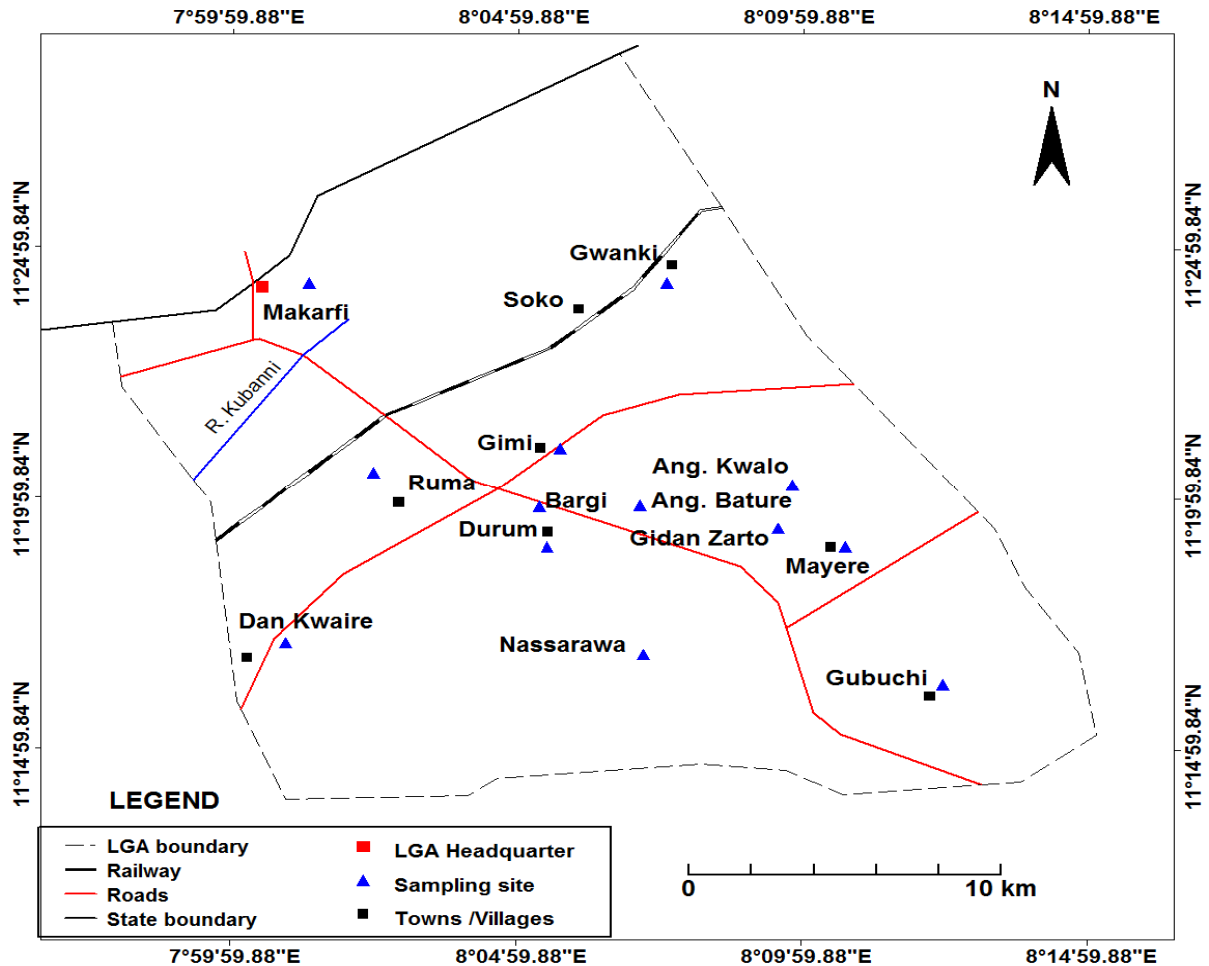 7°59'59.88"E 8°04'59.88"E 8°09'59.88"E 8°14'59.88"E
N
11°24'59.84"N
11°24'59.84"N
Gwanki
Soko
Makarfi
R. Kubanni
Gimi
Ang. Kwalo
Ruma
Bargi
Ang. Bature
11°19'59.84"N
11°19'59.84"N
Durum
Gidan Zarto
Mayere
Dan Kwaire
Nassarawa
Gubuchi
11°14'59.84"N
11°14'59.84"N
LEGEND
LGA boundary
Railway
Roads
State boundary
LGA Headquarter
Sampling site
Towns /Villages
0 10 km
7°59'59.88"E 8°04'59.88"E 8°09'59.88"E 8°14'59.88"E